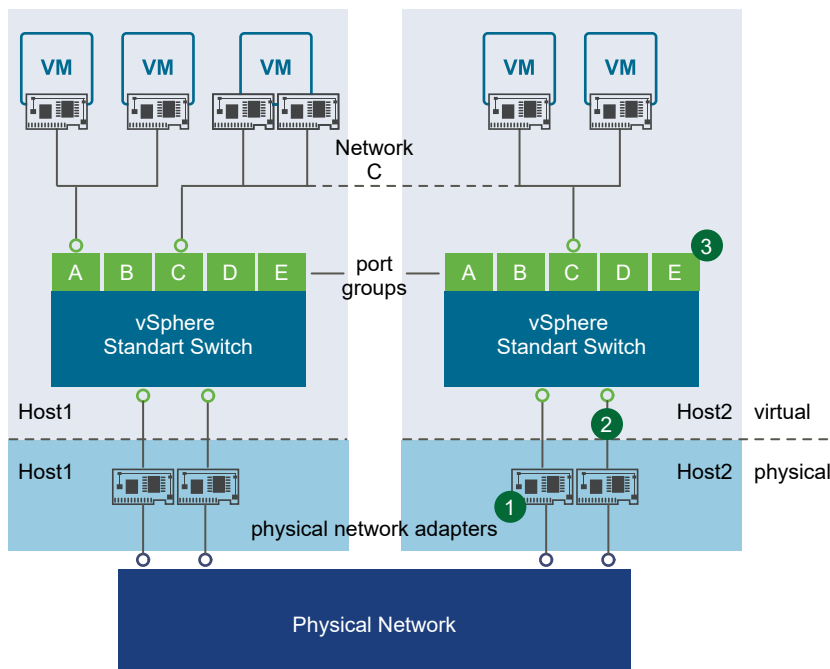 VM
VM
VM
VM
VM
Network
C
A B C D E
port
groups
A B C D E
3
vSphere
Standart Switch
vSphere
Standart Switch
Host1
2
Host2
virtual
Host1
Host2
physical
1
physical network adapters
Physical Network